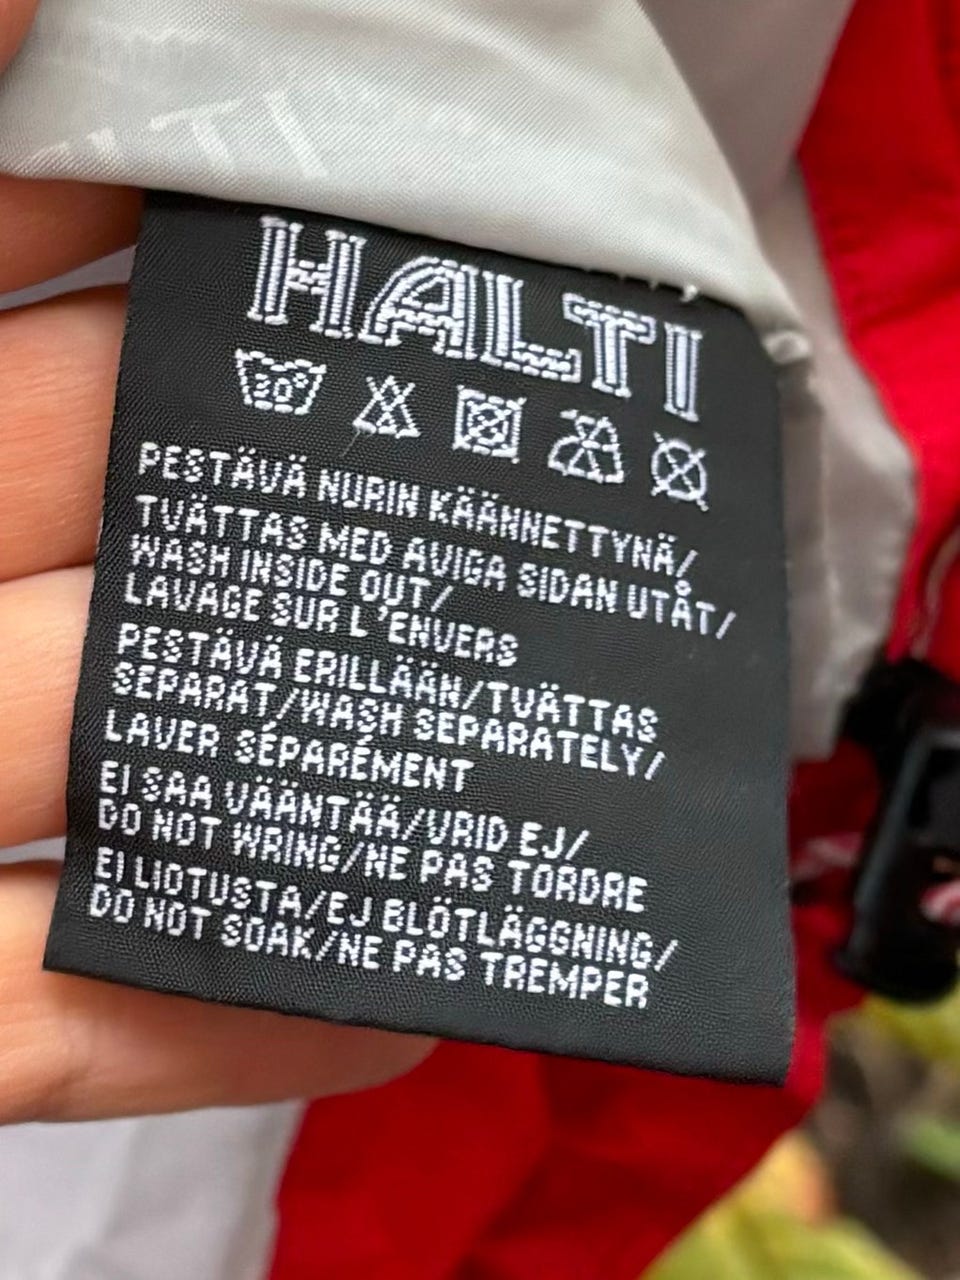 HALTI
30°
PESTÄVÄ NURIN KÄÄNNETTYNÄ/
TVÄTTAS MED AVIGA SIDAN UTÅT/
WASH INSIDE OUT/
LAVAGE SUR L'ENVERS
PESTÄVÄ ERILLÄÄN/TVÄTTAS
SEPARAT/WASH SEPARATELY/
LAVER SÉPARÉMENT
EI SAA VÄÄNTÄÄ/VRID EJ/
DO NOT WRING/NE PAS TORDRE
EI LIOTUSTA/EJ BLÖTLÄGGNING/
DO NOT SOAK/NE PAS TREMPER